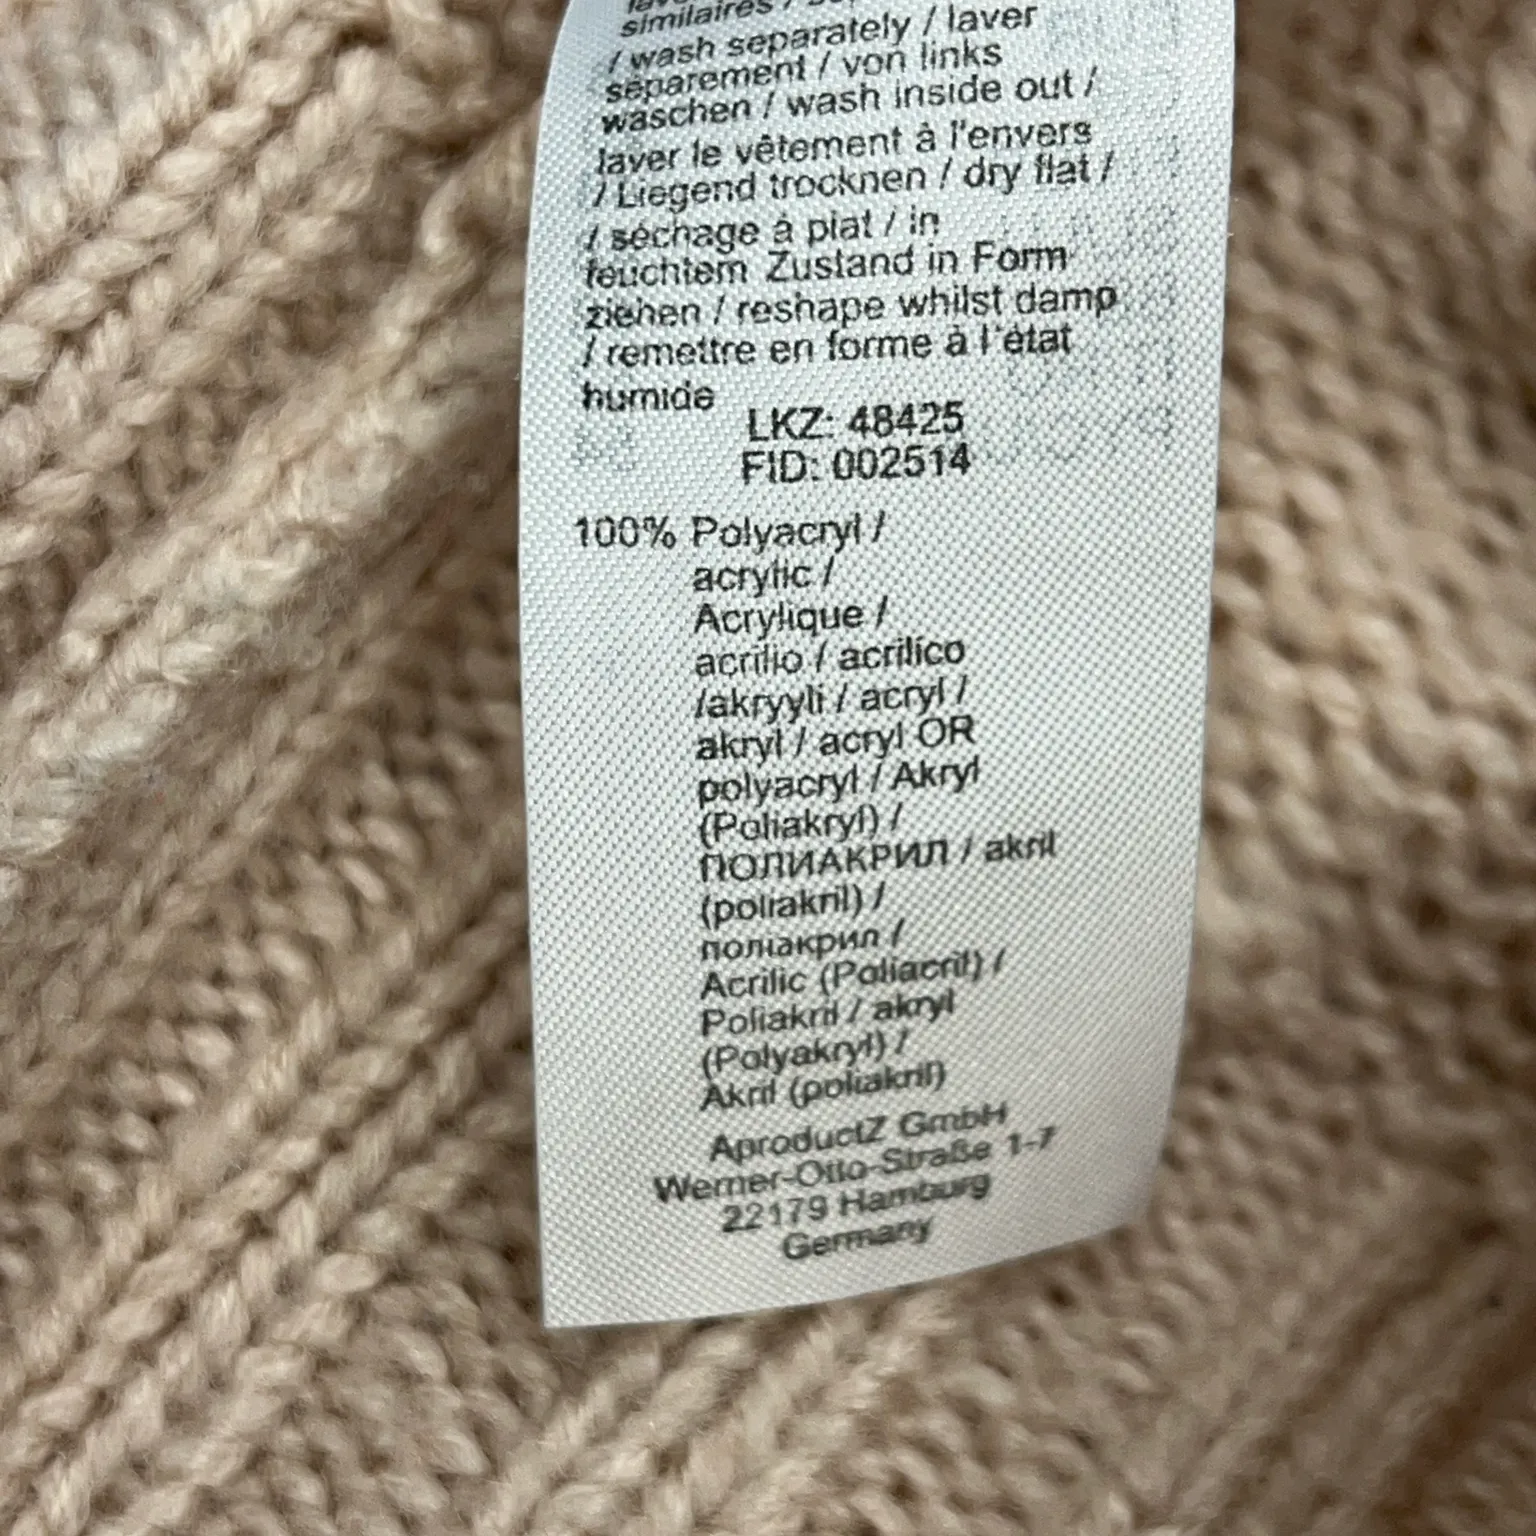 similaires /
/ wash separately / laver
séparement / von links
waschen / wash inside out /
laver le vêtement à l'envers
/ Liegend trocknen / dry flat /
/ séchage à plat / in
feuchtem Zustand in Form
ziehen / reshape whilst damp
/ remettre en forme à l'état
humide
LKZ: 48425
FID: 002514
100% Polyacryl /
acrylic /
Acrylique /
acrilio / acrílico
/akryyli / acryl /
akryl / acryl OR
polyacryl / Akryl
(Poliakryl) /
ПОЛИАКРИЛ / akril
(poliakril) /
поліакрил /
Acrilic (Poliacril) /
Poliakril / akryl
(Polyakryl) /
Akril (poliakril)
AproductZ GmbH
Werner-Otto-Straße 1-7
22179 Hamburg
Germany